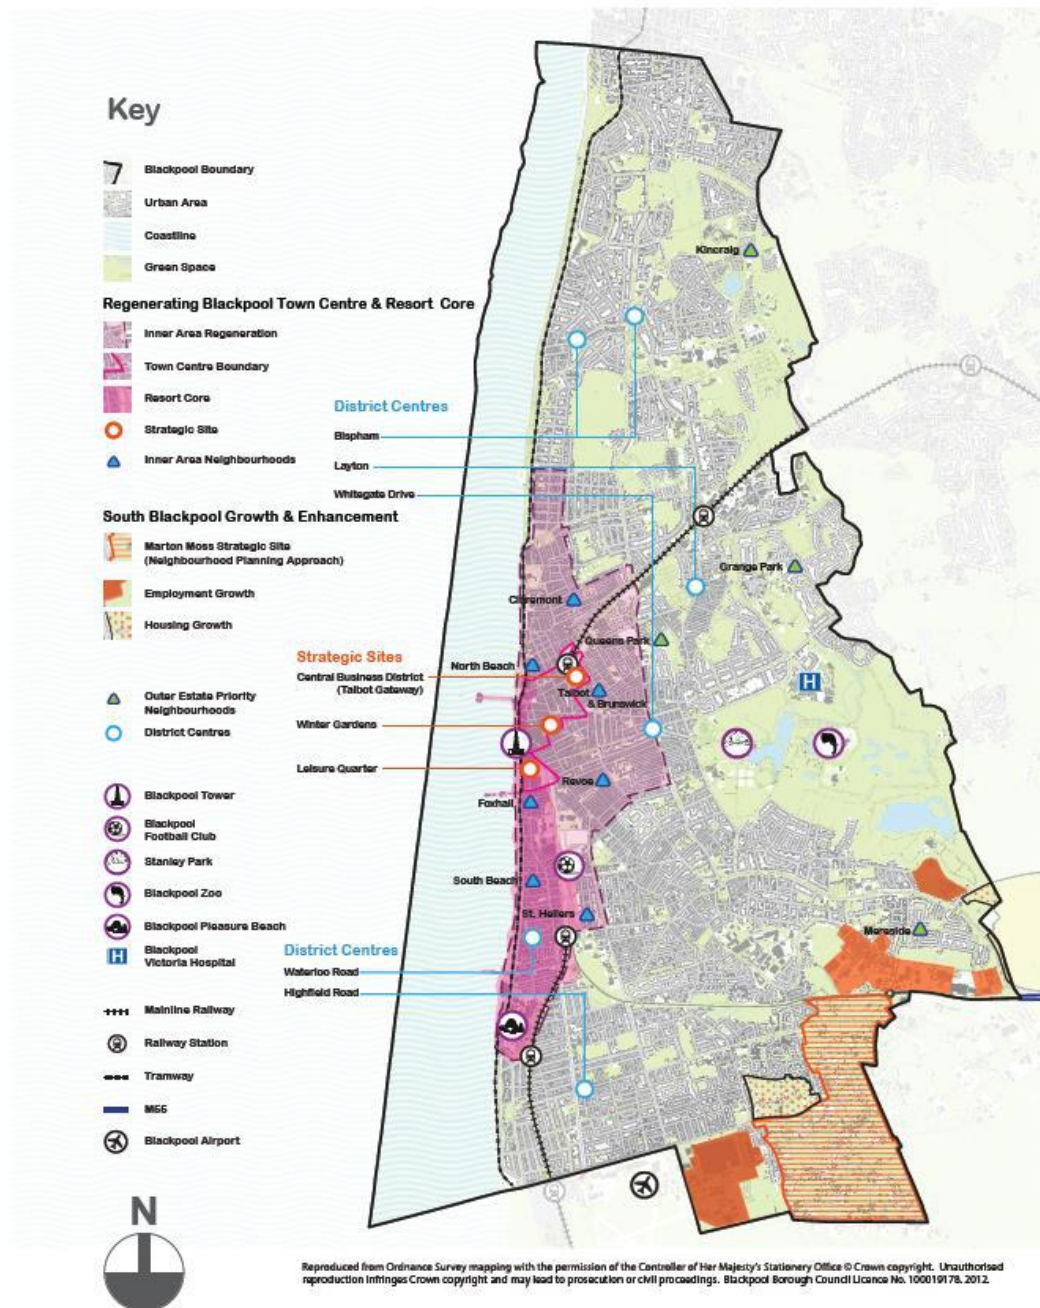 Key
Blackpool Boundary
Urban Area
Coastline
Green Space
Regenerating Blackpool Town Centre & Resort Core
Inner Area Regeneration
Town Centre Boundary
Resort Core
Strategic Site
Inner Area Neighbourhoods
South Blackpool Growth & Enhancement
Marton Moss Strategic Site
(Neighbourhood Planning Approach)
Employment Growth
Housing Growth
Outer Estate Priority
Neighbourhoods
District Centres
Blackpool Tower
Blackpool
Football Club
Stanley Park
Blackpool Zoo
Blackpool Pleasure Beach
Blackpool
Victoria Hospital
Mainline Railway
Railway Station
Tramway
M55
Blackpool Airport
N
District Centres
Bispham
Layton
Whitegate Drive
Strategic Sites
Central Business District
(Talbot Gateway)
Winter Gardens
Leisure Quarter
District Centres
Waterloo Road
Highfield Road
Kincraig
Grange Park
Claremont
Queens Park
North Beach
Talbot
& Brunswick
H
Revoe
Foxhall
South Beach
St. Heliers
Mereside
Reproduced from Ordnance Survey mapping with the permission of the Controller of Her Majesty's Stationery Office © Crown copyright. Unauthorised
reproduction infringes Crown copyright and may lead to prosecution or civil proceedings. Blackpool Borough Council Licence No. 100019178. 2012.